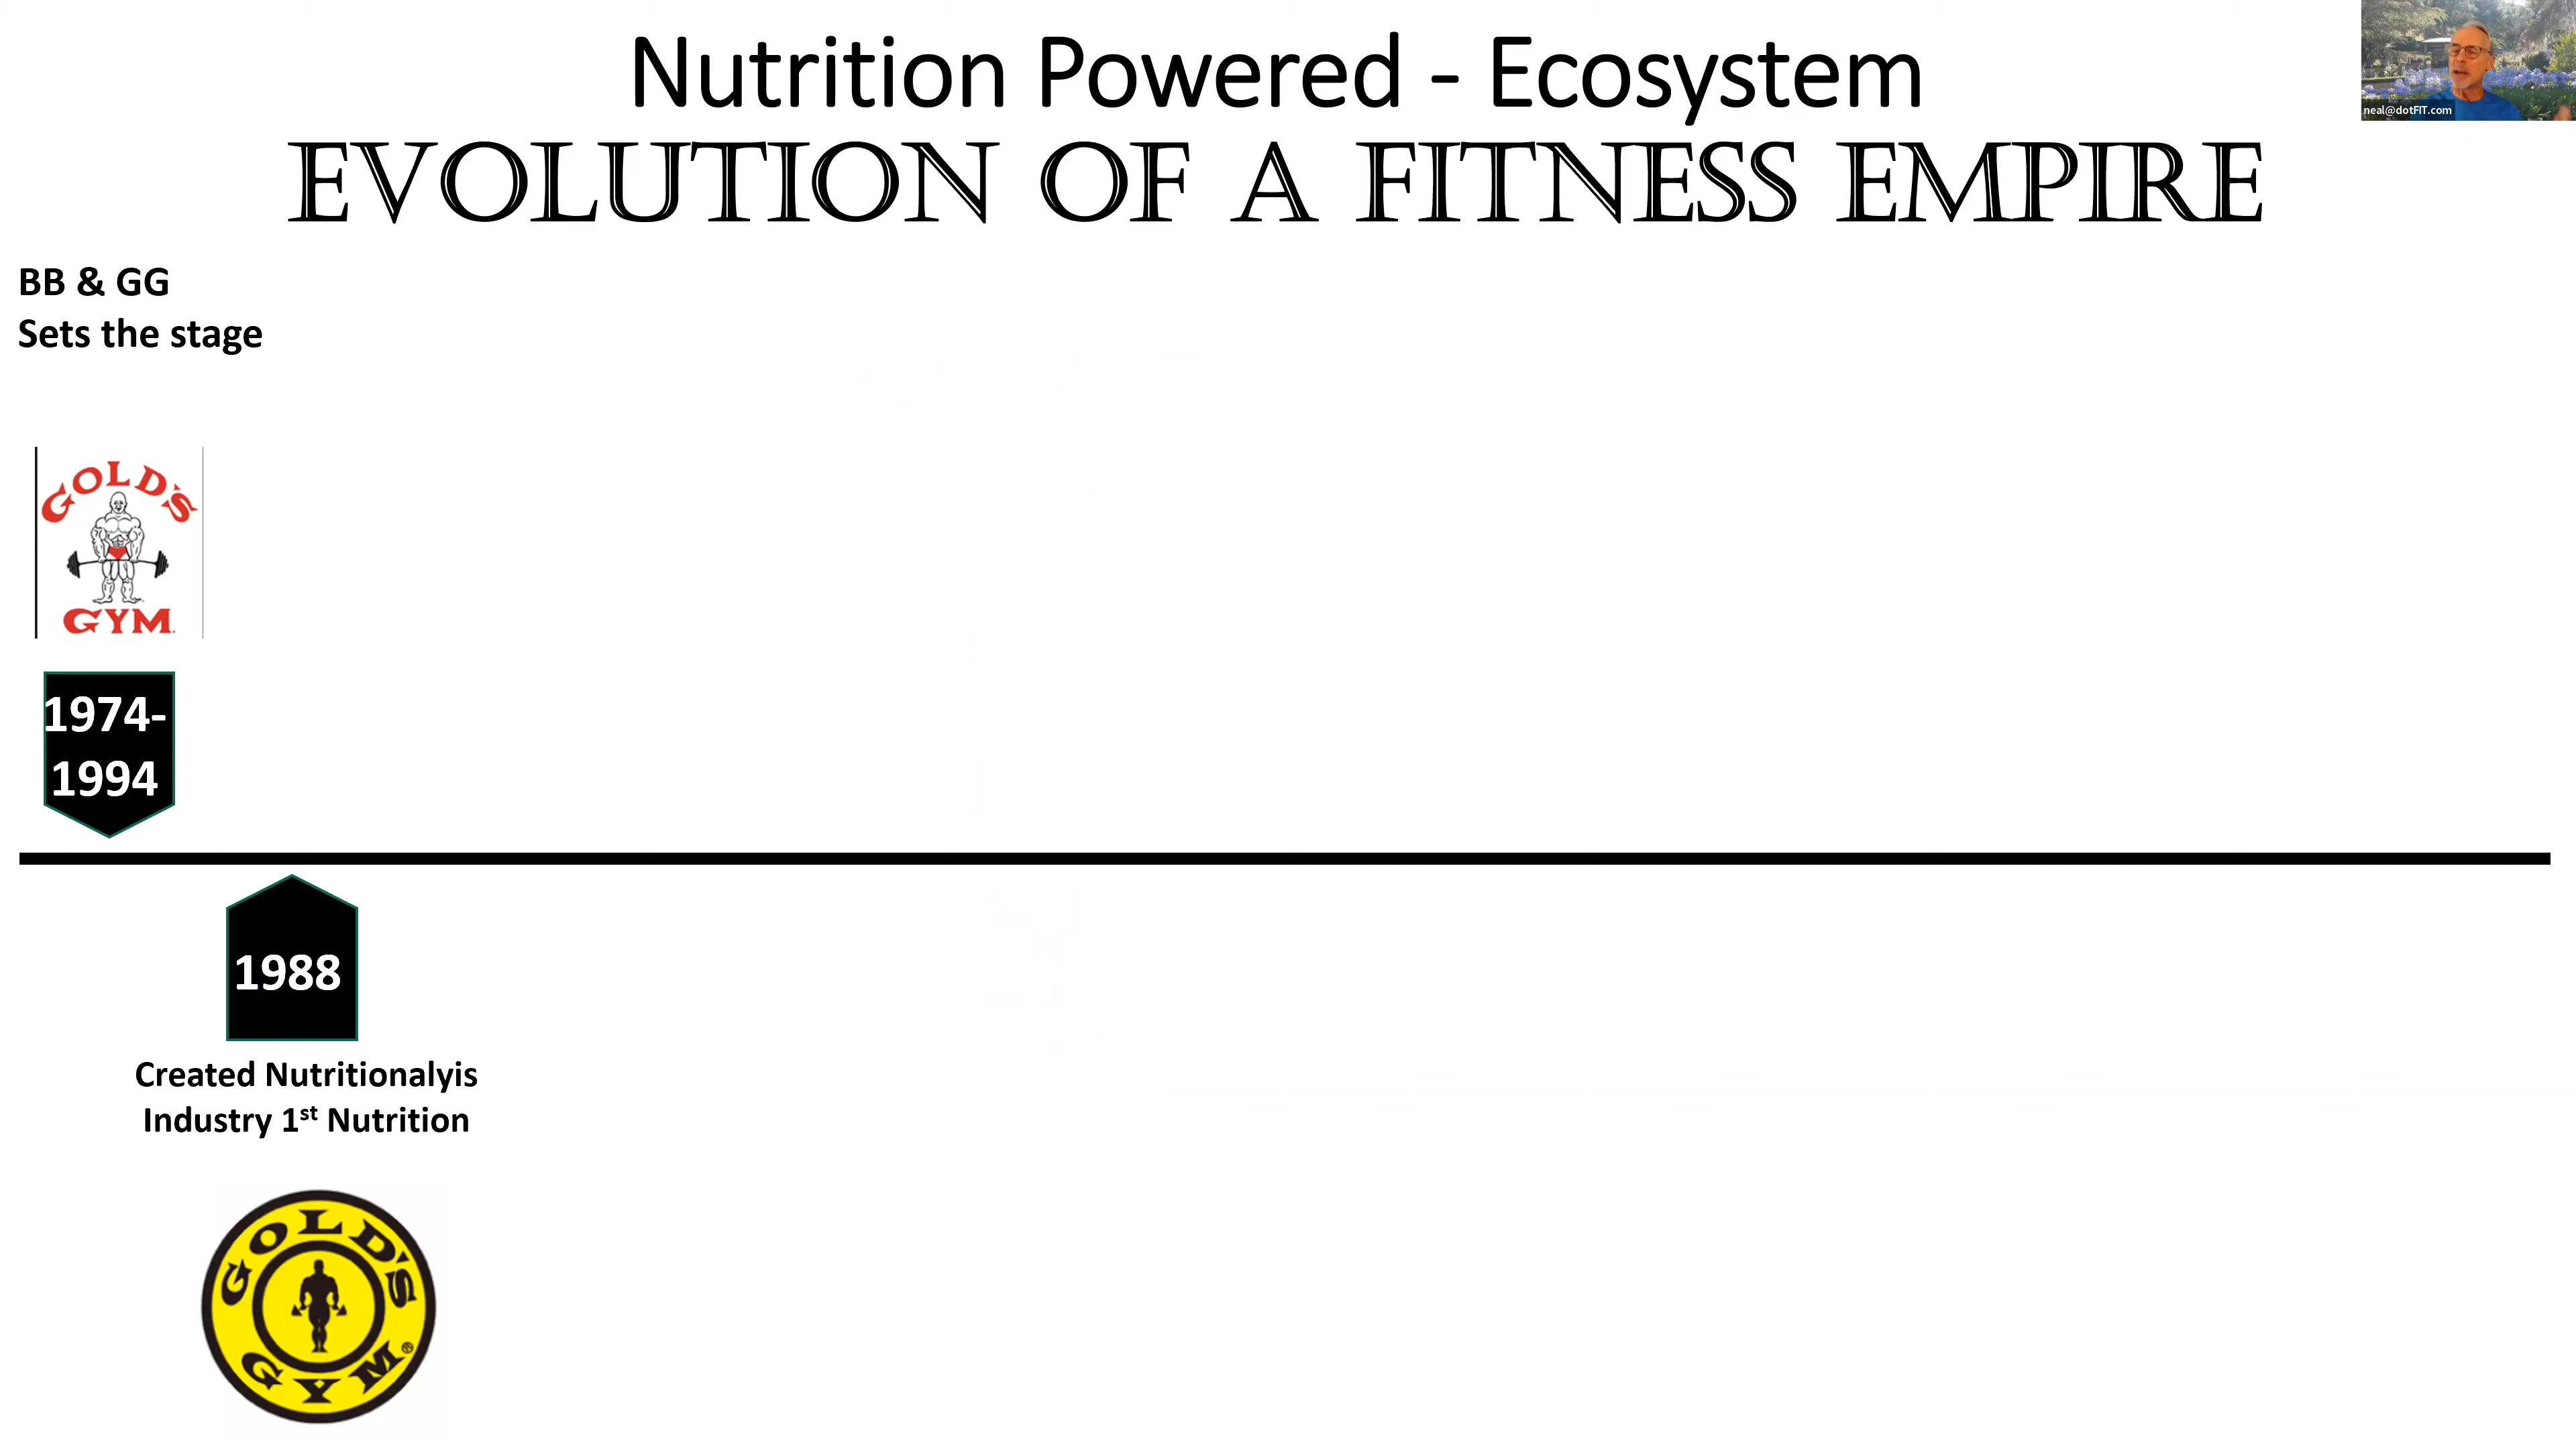 Nutrition Powered - Ecosystem
EVOLUTION OF A FITNESS EMPIRE
neal@dotFIT.com
BB & GG
Sets the stage
GOLD'S
GYM
1974-
1994
1988
Created Nutritionalyis
Industry 1st Nutrition
GOLD'S
GYM®